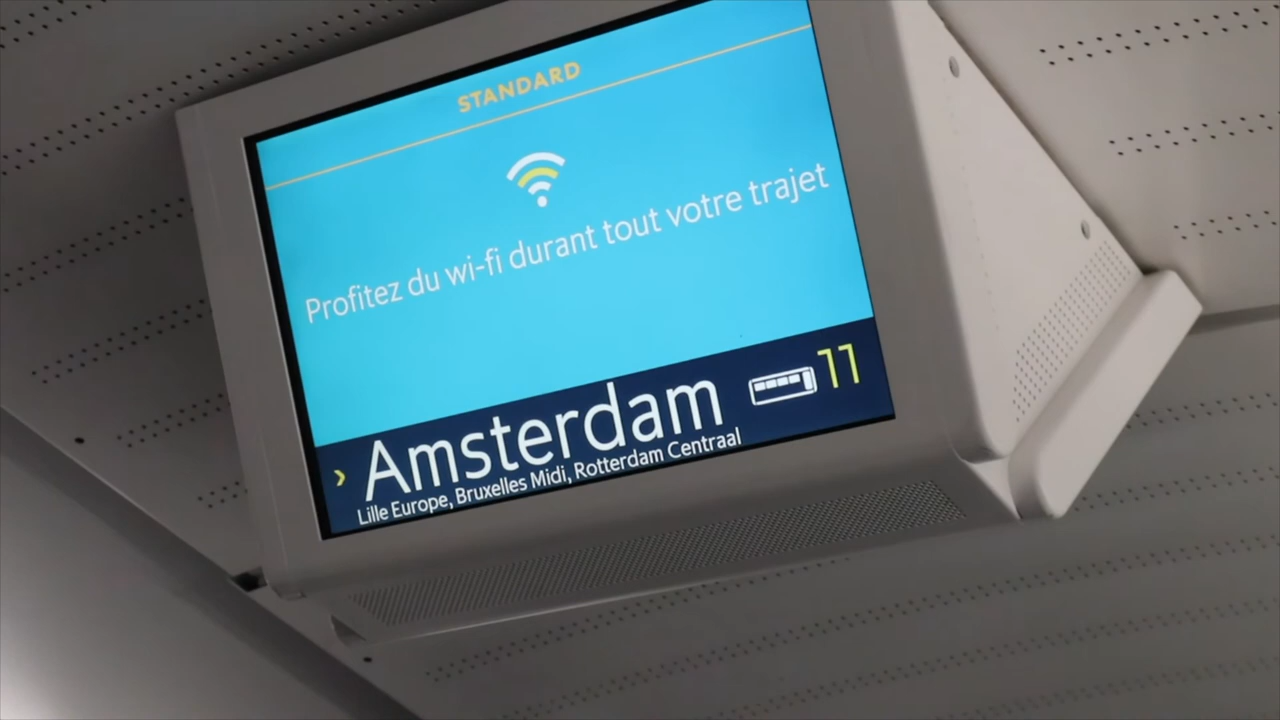 STANDARD
Profitez du wi-fi durant tout votre trajet
› Amsterdam 11
Lille Europe, Bruxelles Midi, Rotterdam Centraal